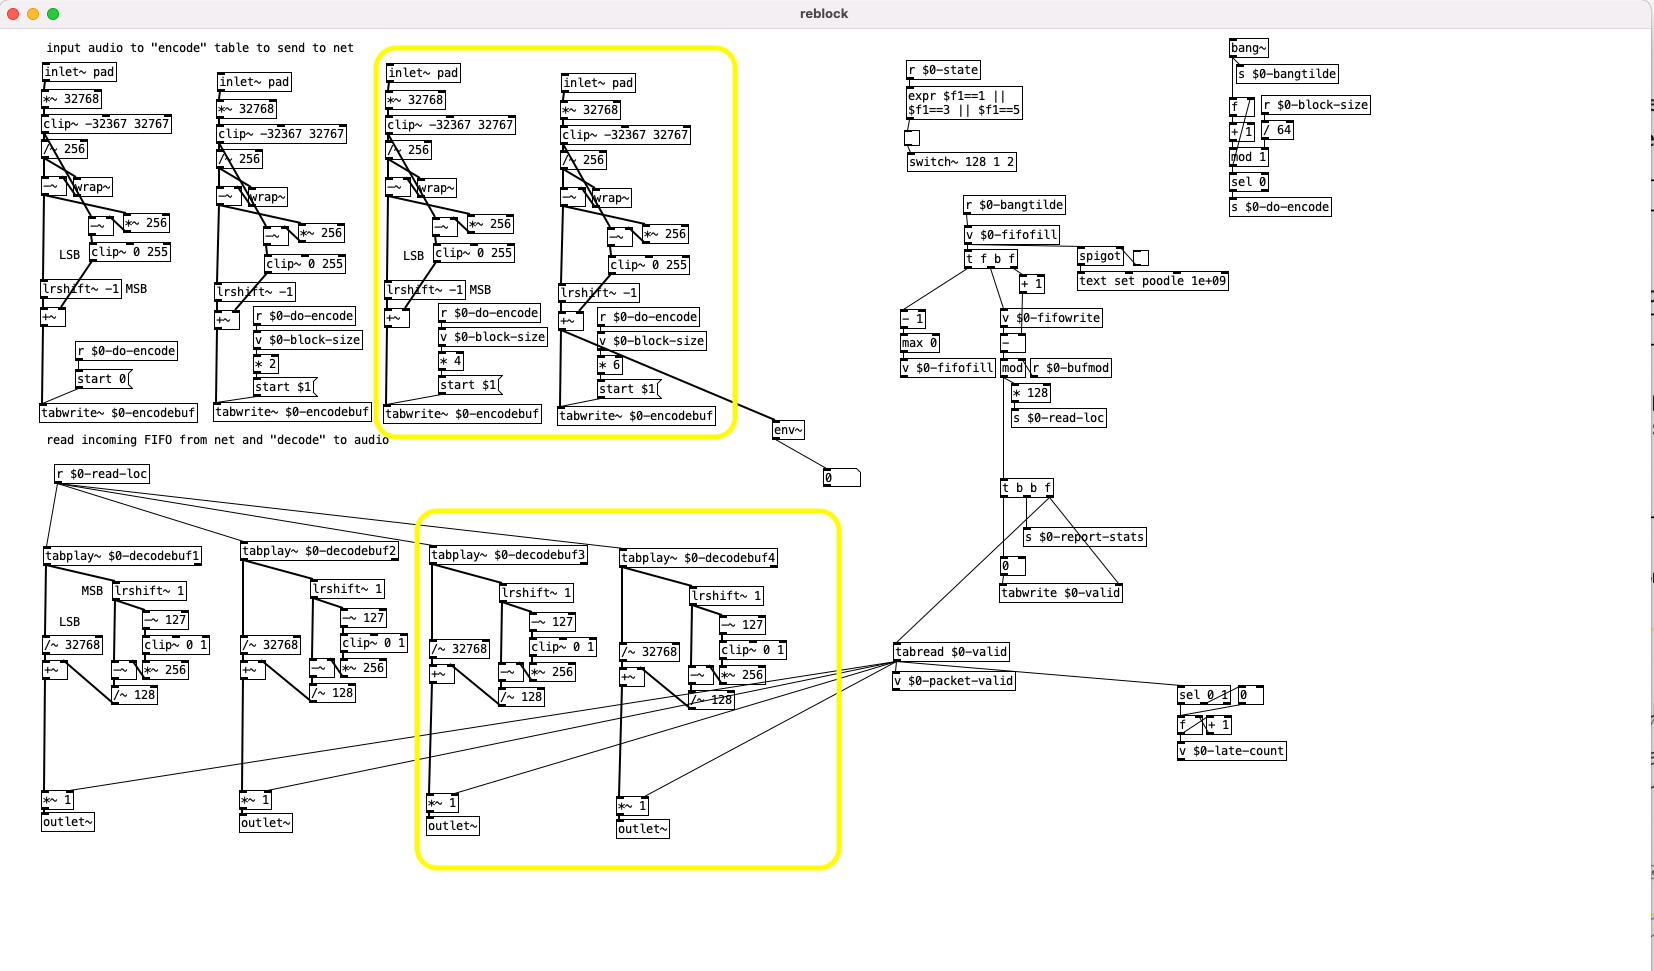 reblock
input audio to "encode" table to send to net
inlet~ pad
*~ 32768
clip~ -32367 32767
/~ 256
-~
wrap~
-~
*~ 256
LSB
clip~ 0 255
lrshift~ -1
MSB
+~
r $0-do-encode
start 0
tabwrite~ $0-encodebuf
inlet~ pad
*~ 32768
clip~ -32367 32767
/~ 256
-~
wrap~
-~
*~ 256
clip~ 0 255
lrshift~ -1
+~
r $0-do-encode
v $0-block-size
* 2
start $1
tabwrite~ $0-encodebuf
inlet~ pad
*~ 32768
clip~ -32367 32767
/~ 256
-~
wrap~
-~
*~ 256
LSB
clip~ 0 255
lrshift~ -1
MSB
+~
r $0-do-encode
v $0-block-size
* 4
start $1
tabwrite~ $0-encodebuf
inlet~ pad
*~ 32768
clip~ -32367 32767
/~ 256
-~
wrap~
-~
*~ 256
clip~ 0 255
lrshift~ -1
+~
r $0-do-encode
v $0-block-size
* 6
start $1
tabwrite~ $0-encodebuf
env~
0
read incoming FIFO from net and "decode" to audio
r $0-read-loc
tabplay~ $0-decodebuf1
MSB
lrshift~ 1
LSB
-~ 127
/~ 32768
clip~ 0 1
+~
-~
*~ 256
/~ 128
*~ 1
outlet~
tabplay~ $0-decodebuf2
lrshift~ 1
-~ 127
/~ 32768
clip~ 0 1
+~
-~
*~ 256
/~ 128
*~ 1
outlet~
tabplay~ $0-decodebuf3
lrshift~ 1
-~ 127
/~ 32768
clip~ 0 1
+~
-~
*~ 256
/~ 128
*~ 1
outlet~
tabplay~ $0-decodebuf4
lrshift~ 1
-~ 127
/~ 32768
clip~ 0 1
+~
-~
*~ 256
/~ 128
*~ 1
outlet~
r $0-state
expr $f1==1 ||
$f1==3 || $f1==5
switch~ 128 1 2
bang~
s $0-bangtilde
f
r $0-block-size
+ 1
/ 64
mod 1
sel 0
s $0-do-encode
r $0-bangtilde
v $0-fifofill
t f b f
spigot
text set poodle 1e+09
+ 1
- 1
max 0
v $0-fifofill
v $0-fifowrite
-
mod
r $0-bufmod
* 128
s $0-read-loc
t b b f
s $0-report-stats
0
tabwrite $0-valid
tabread $0-valid
v $0-packet-valid
sel 0 1
0
f
+ 1
v $0-late-count